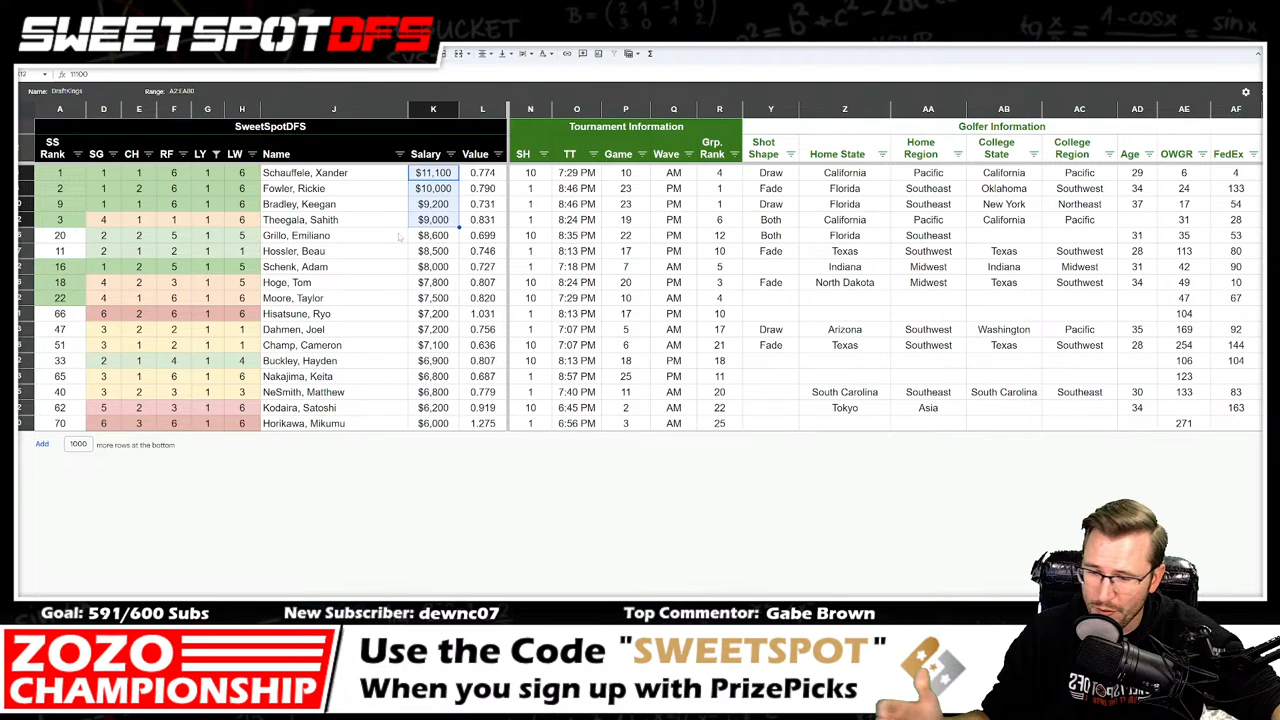 SWEETSPOTDFS
fx 11100
Name: DraftKings Range: A2:EA80
A D E F G H J K L N O P Q R Y Z AA AB AC AD AE AF
SweetSpotDFS Tournament Information Golfer Information
SS Rank SG CH RF LY LW Name Salary Value SH TT Game Wave Grp. Rank Shot Shape Home State Home Region College State College Region Age OWGR FedEx
1 1 1 6 1 6 Schauffele, Xander $11,100 0.774 10 7:29 PM 10 AM 4 Draw California Pacific California Pacific 29 6 4
2 1 2 6 1 6 Fowler, Rickie $10,000 0.790 1 8:46 PM 23 PM 1 Fade Florida Southeast Oklahoma Southwest 34 24 133
9 1 1 6 1 6 Bradley, Keegan $9,200 0.731 1 8:46 PM 23 PM 1 Fade Florida Southeast New York Northeast 37 17 54
3 4 1 1 1 6 Theegala, Sahith $9,000 0.831 10 8:24 PM 19 PM 6 Both California Pacific California Pacific 31 28
20 2 2 5 1 5 Grillo, Emiliano $8,600 0.699 10 8:35 PM 22 PM 12 Both Florida Southeast 31 35 53
11 2 1 2 1 1 Hossler, Beau $8,500 0.746 1 8:13 PM 17 PM 10 Fade Texas Southwest Texas Southwest 28 113 80
16 1 2 5 1 5 Schenk, Adam $8,000 0.727 1 7:18 PM 7 AM 5 Indiana Midwest Indiana Midwest 31 42 90
18 4 2 3 1 5 Hoge, Tom $7,800 0.807 10 8:24 PM 20 PM 3 Fade North Dakota Midwest Texas Southwest 34 49 10
22 4 1 6 1 6 Moore, Taylor $7,500 0.820 10 7:29 PM 10 AM 4 47 67
66 6 2 6 1 6 Hisatsune, Ryo $7,200 1.031 1 8:13 PM 17 PM 10 104
47 3 3 2 1 1 Dahmen, Joel $7,200 0.756 10 7:07 PM 5 AM 17 Draw Arizona Southwest Washington Pacific 35 169 92
51 3 1 2 1 1 Champ, Cameron $7,100 0.636 10 7:07 PM 6 AM 21 Fade Texas Southwest Texas Southwest 28 254 144
33 2 1 4 1 4 Buckley, Hayden $6,900 0.807 10 8:13 PM 18 PM 18 106 104
65 3 1 6 1 6 Nakajima, Keita $6,800 0.687 1 8:57 PM 25 PM 11 123
40 3 2 3 1 3 NeSmith, Matthew $6,800 0.779 1 7:40 PM 11 AM 20 South Carolina Southeast South Carolina Southeast 30 133 83
62 5 2 3 1 6 Kodaira, Satoshi $6,200 0.919 10 6:45 PM 2 AM 22 Tokyo Asia 34 163
70 6 3 6 1 6 Horikawa, Mikumu $6,000 1.275 1 6:56 PM 3 AM 25 271
Add 1000 more rows at the bottom
Goal: 591/600 Subs New Subscriber: dewnc07 Top Commentor: Gabe Brown
ZOZO
CHAMPIONSHIP
Use the Code "SWEETSPOT"
When you sign up with PrizePicks